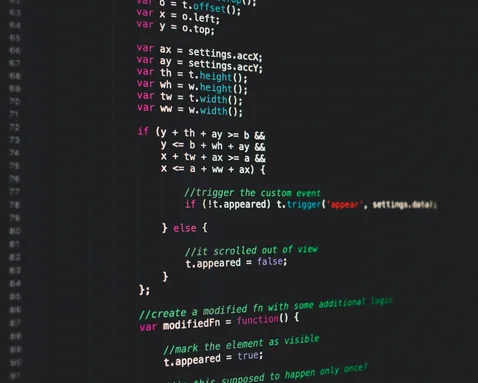 var o = t.offset();
var x = o.left;
var y = o.top;
var ax = settings.accX;
var ay = settings.accY;
var th = t.height();
var wh = w.height();
var tw = t.width();
var ww = w.width();
if (y + th + ay >= b &&
y <= b + wh + ay &&
x + tw + ax >= a &&
x <= a + ww + ax) {
//trigger the custom event
if (!t.appeared) t.trigger('appear', settings.data);
} else {
//it scrolled out of view
t.appeared = false;
}
};
//create a modified fn with some additional logic
var modifiedFn = function() {
//mark the element as visible
t.appeared = true;
this supposed to happen only once?